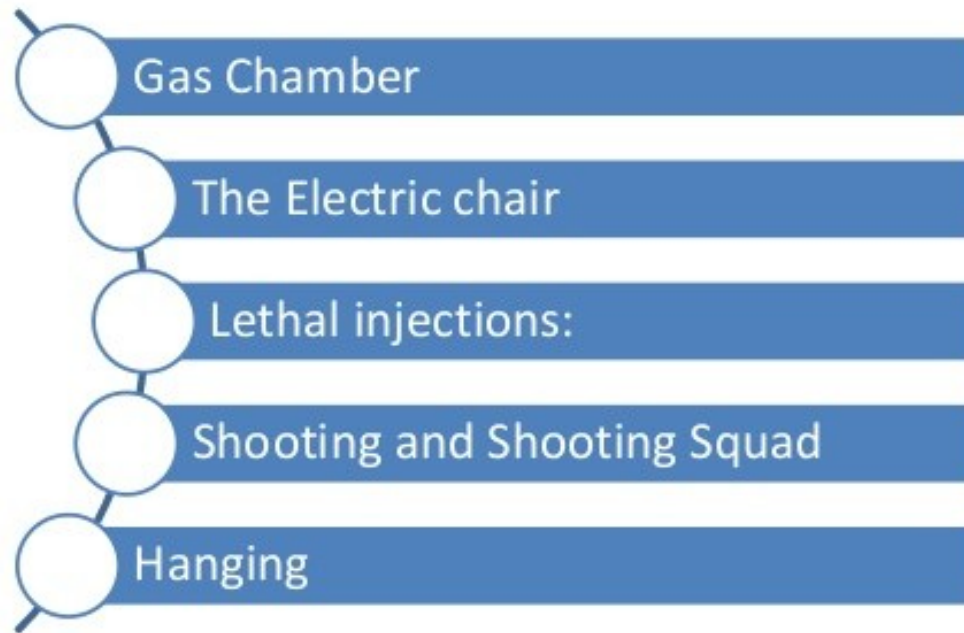 Gas Chamber
The Electric chair
Lethal injections:
Shooting and Shooting Squad
Hanging